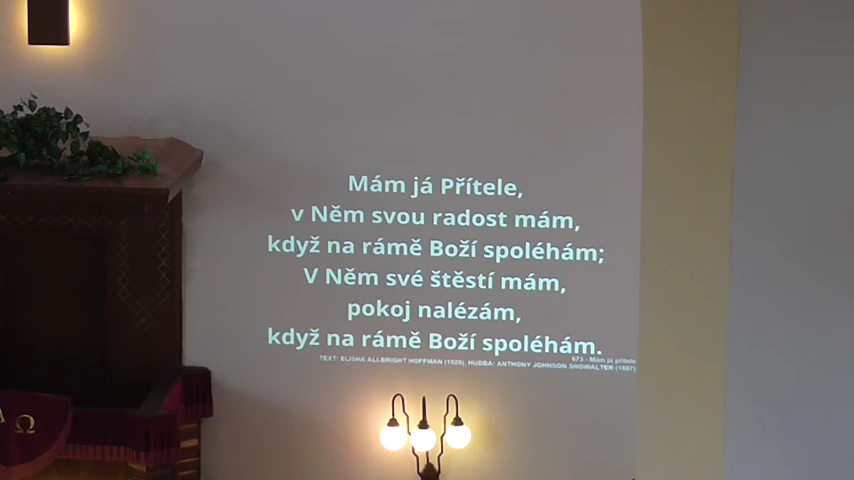 Mám já Přítele,
v Něm svou radost mám,
když na rámě Boží spoléhám;
V Něm své štěstí mám,
pokoj nalézám,
když na rámě Boží spoléhám.
673 - Mám já přítele
TEXT: ELISHA ALLBRIGHT HOFFMAN (1929), HUDBA: ANTHONY JOHNSON SHOWALTER (1887)
Α Ω